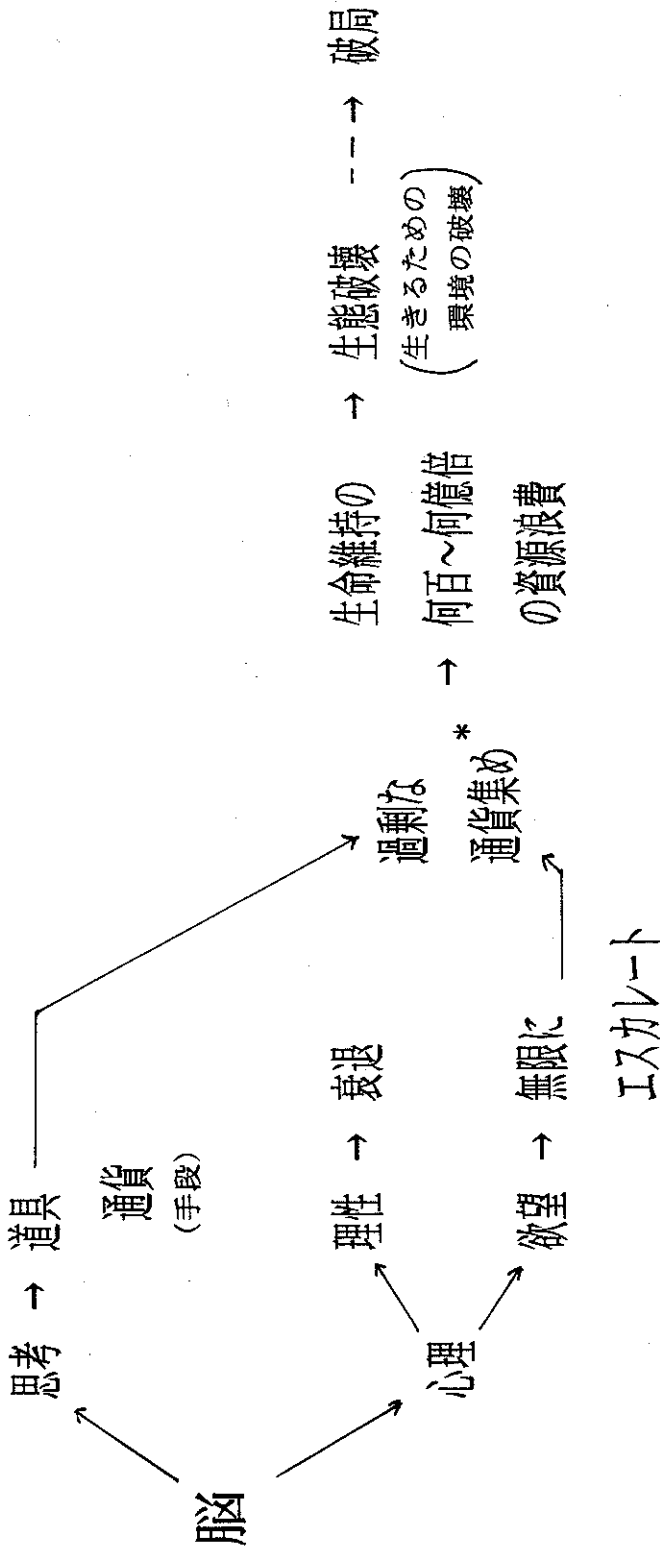 脳
思考 → 道具
通貨
(手段)
心理
理性 → 衰退
欲望 → 無限に
エスカレート
過剰な
通貨集め
*
→
生命維持の
何百～何億倍
の資源浪費
→ 生態破壊 --→ 破局
(生きるための
環境の破壊)